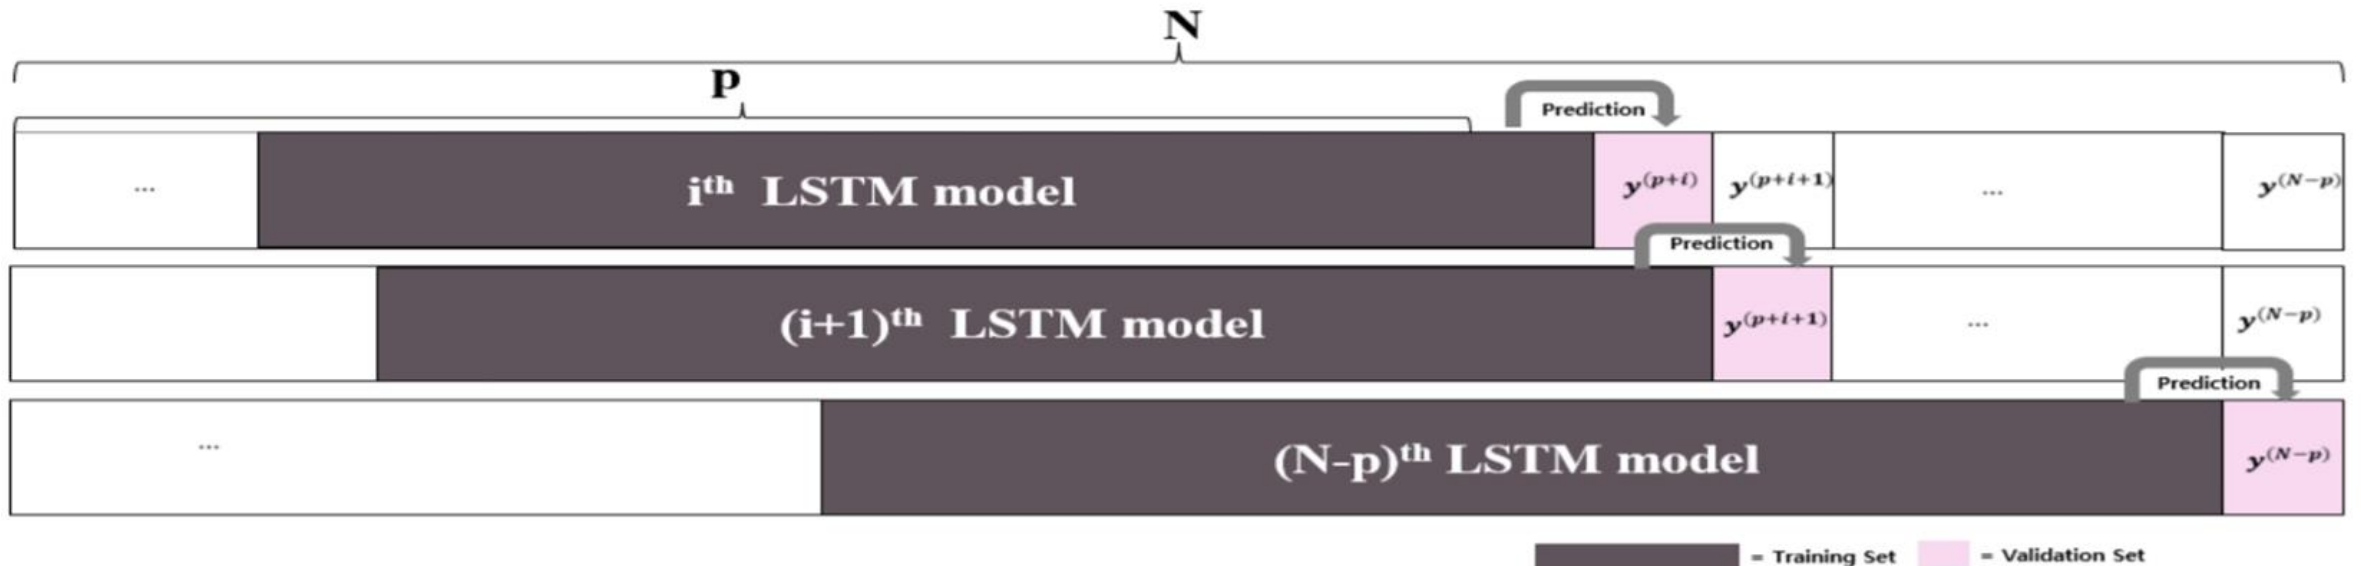 N
p
Prediction
... iᵗʰ LSTM model y⁽ᵖ⁺ⁱ⁾ y⁽ᵖ⁺ⁱ⁺¹⁾ ... y⁽ᴺ⁻ᵖ⁾
Prediction
(i+1)ᵗʰ LSTM model y⁽ᵖ⁺ⁱ⁺¹⁾ ... y⁽ᴺ⁻ᵖ⁾
Prediction
... (N-p)ᵗʰ LSTM model y⁽ᴺ⁻ᵖ⁾
= Training Set = Validation Set